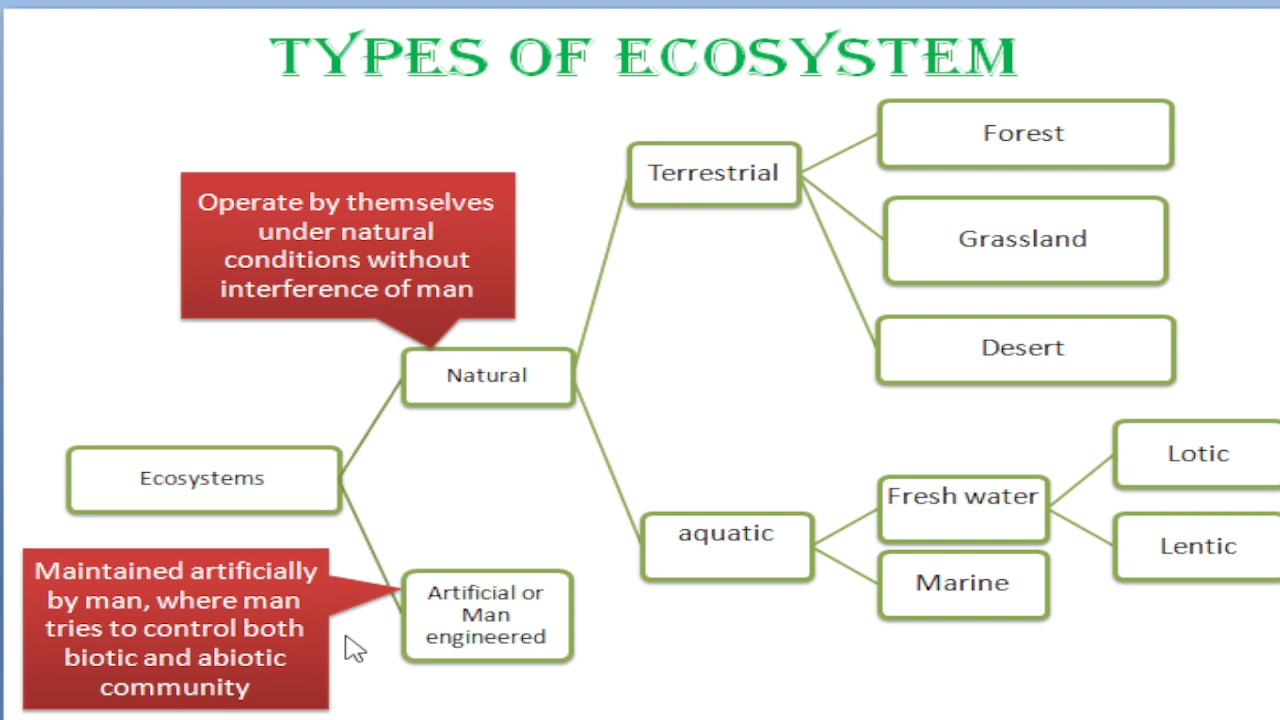 TYPES OF ECOSYSTEM
Forest
Terrestrial
Operate by themselves
under natural
conditions without
interference of man
Grassland
Desert
Natural
Ecosystems
Lotic
Fresh water
aquatic
Lentic
Marine
Maintained artificially
by man, where man
tries to control both
biotic and abiotic
community
Artificial or
Man
engineered